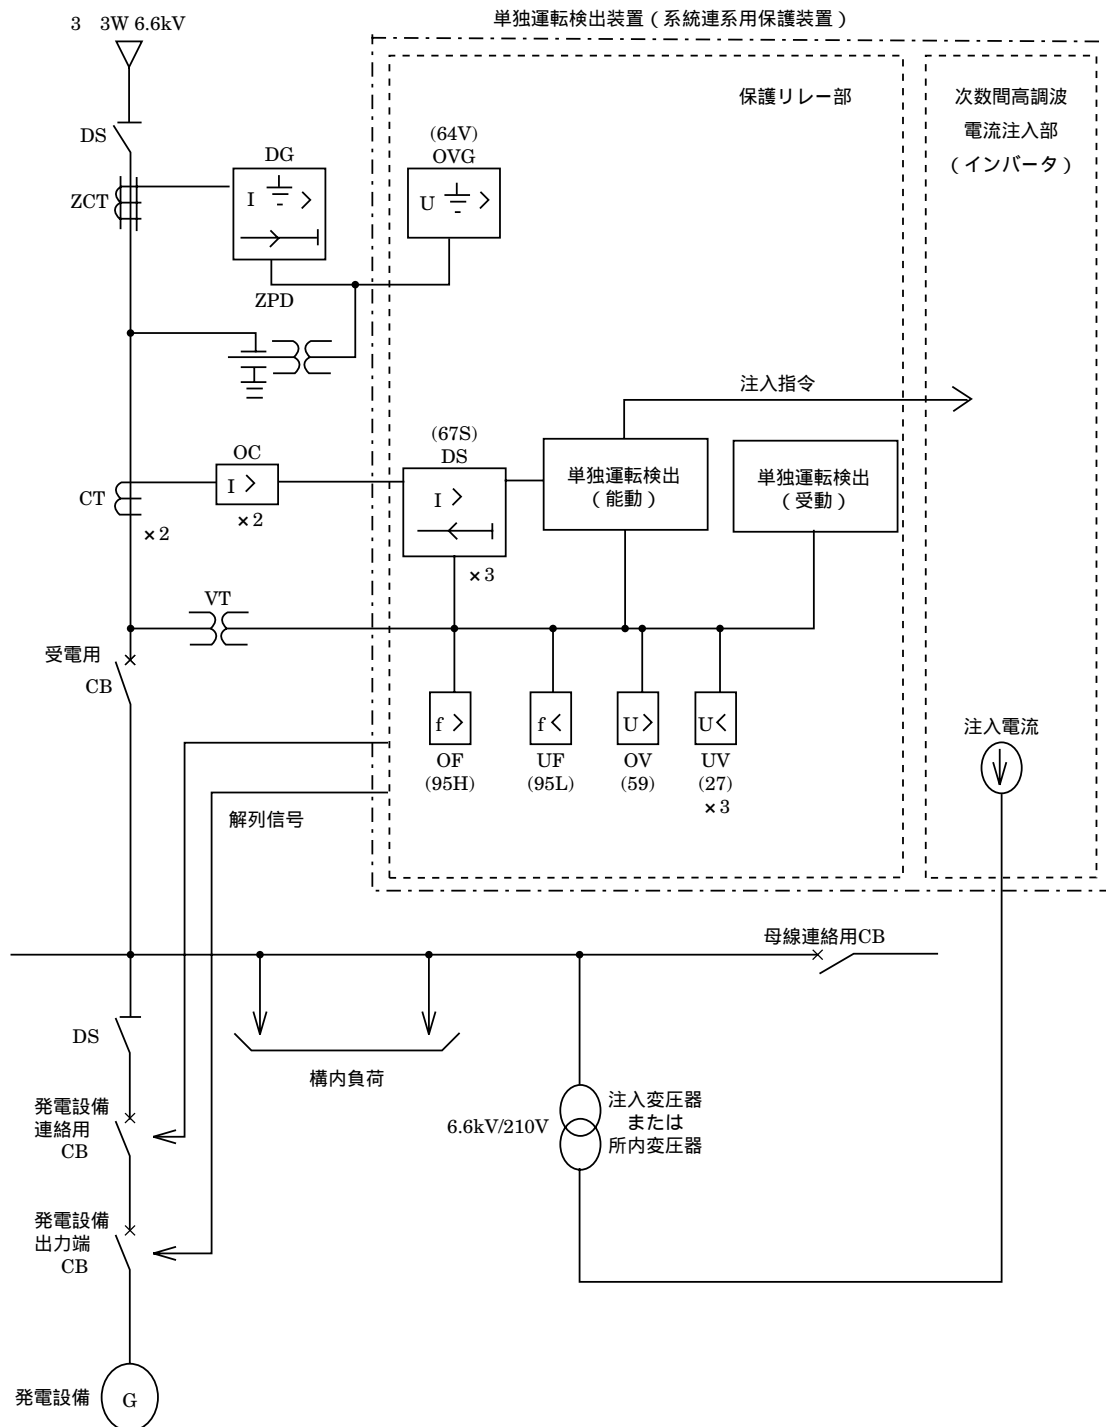 単独運転検出装置(系統連系用保護装置)
3 3W 6.6kV
保護リレー部
次数間高調波
電流注入部
(インバータ)
DS
(64V)
OVG
DG
I
U
ZCT
ZPD
注入指令
(67S)
DS
I
OC
I
×2
CT
×2
×3
単独運転検出
(能動)
単独運転検出
(受動)
VT
受電用
CB
f
OF
(95H)
f
UF
(95L)
U
OV
(59)
U
UV
(27)
×3
注入電流
解列信号
母線連絡用CB
DS
構内負荷
発電設備
連絡用
CB
6.6kV/210V
注入変圧器
または
所内変圧器
発電設備
出力端
CB
発電設備
G